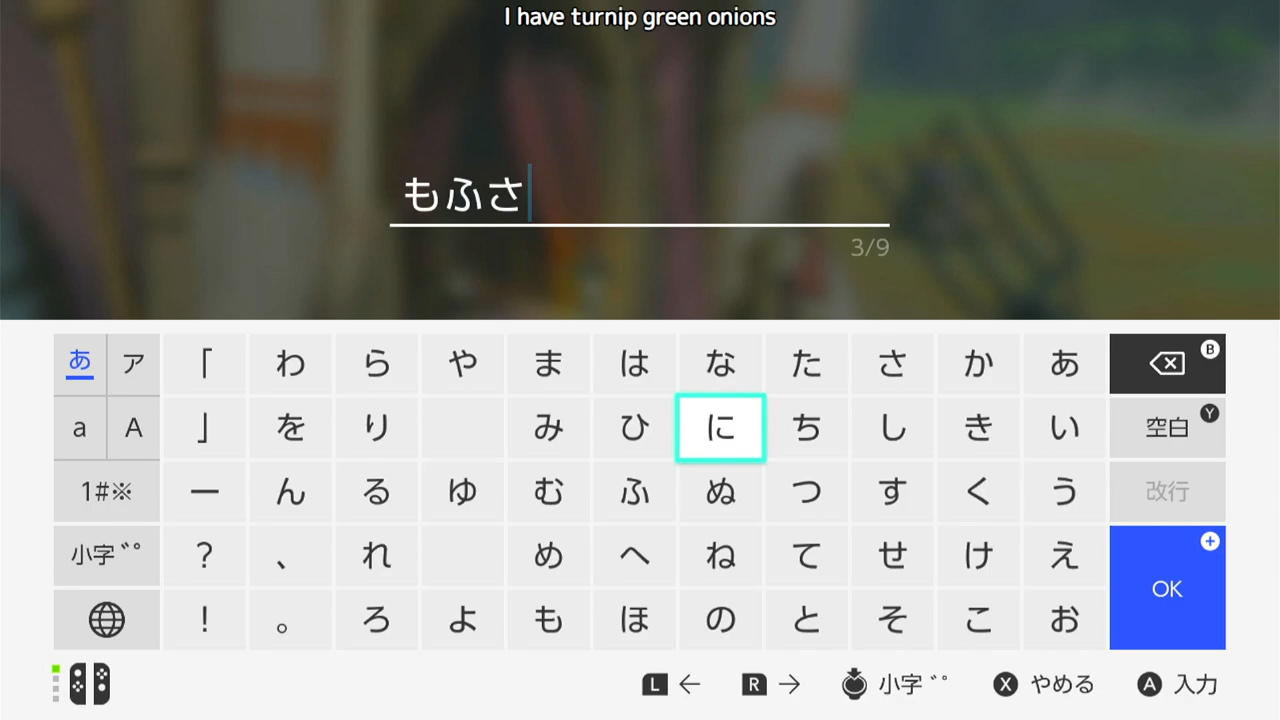 I have turnip green onions
もふさ
3/9
あ ア 「 わ ら や ま は な た さ か あ B
a A 」 を り み ひ に ち し き い 空白 Y
1#※ ー ん る ゆ む ふ ぬ つ す く う 改行
小字゛゜ ? 、 れ め へ ね て せ け え +
! 。 ろ よ も ほ の と そ こ お OK
L ← R → 小字゛゜ X やめる A 入力